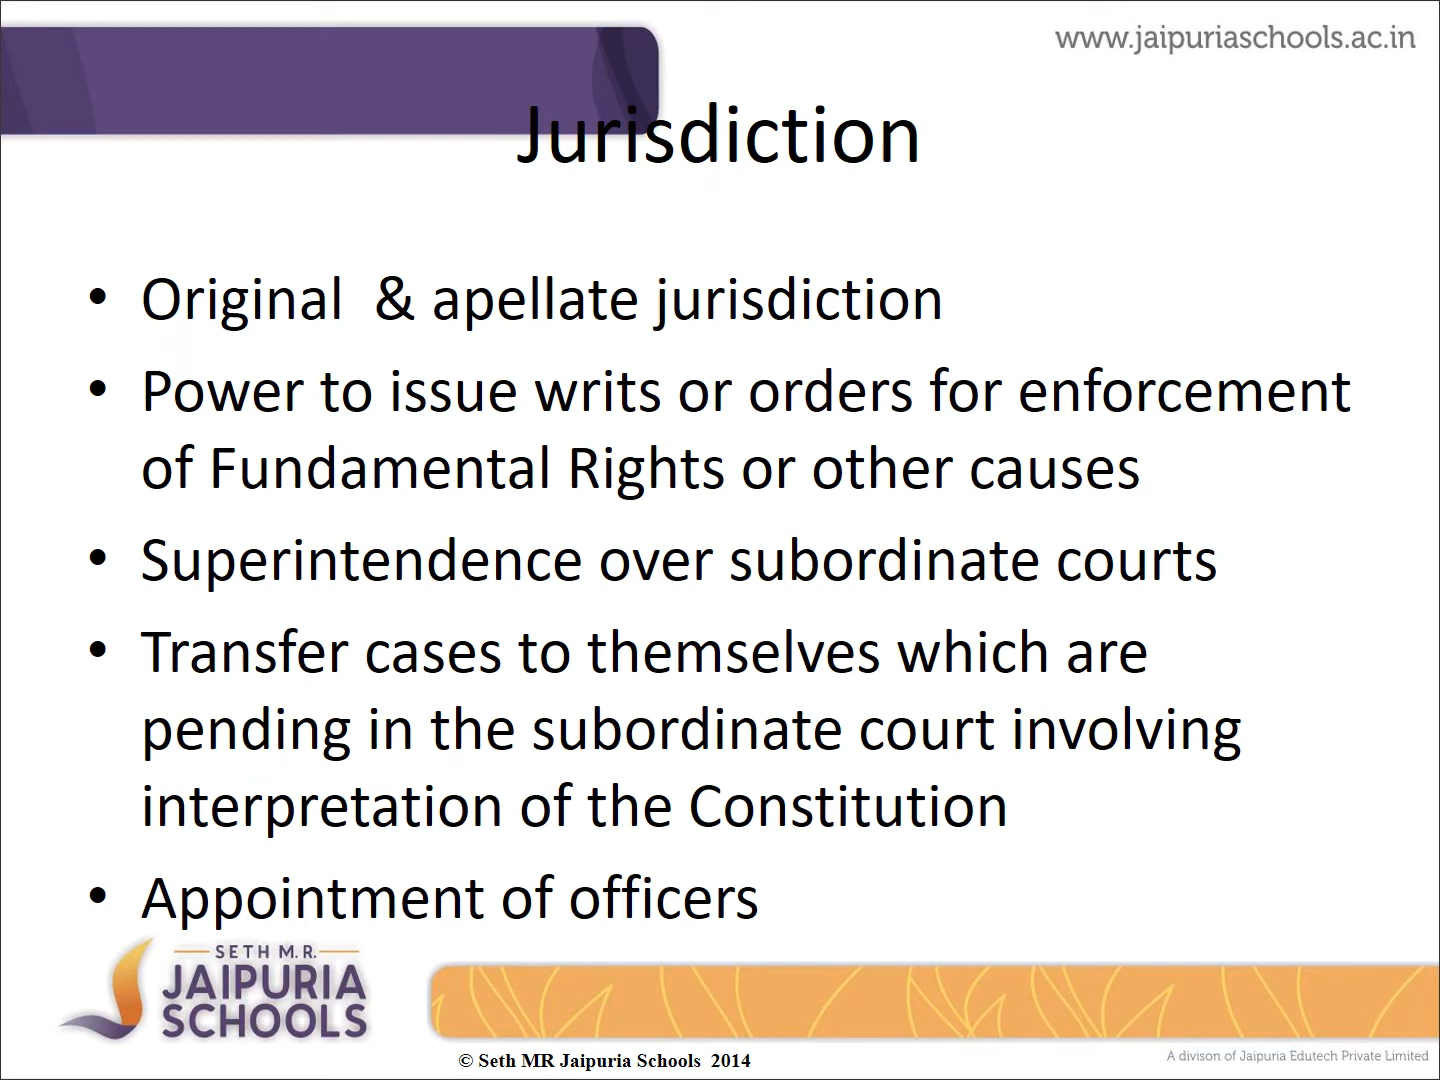 www.jaipuriaschools.ac.in
Jurisdiction
• Original  & apellate jurisdiction
• Power to issue writs or orders for enforcement
of Fundamental Rights or other causes
• Superintendence over subordinate courts
• Transfer cases to themselves which are
pending in the subordinate court involving
interpretation of the Constitution
• Appointment of officers
SETH M.R.
JAIPURIA
SCHOOLS
© Seth MR Jaipuria Schools  2014
A divison of Jaipuria Edutech Private Limited